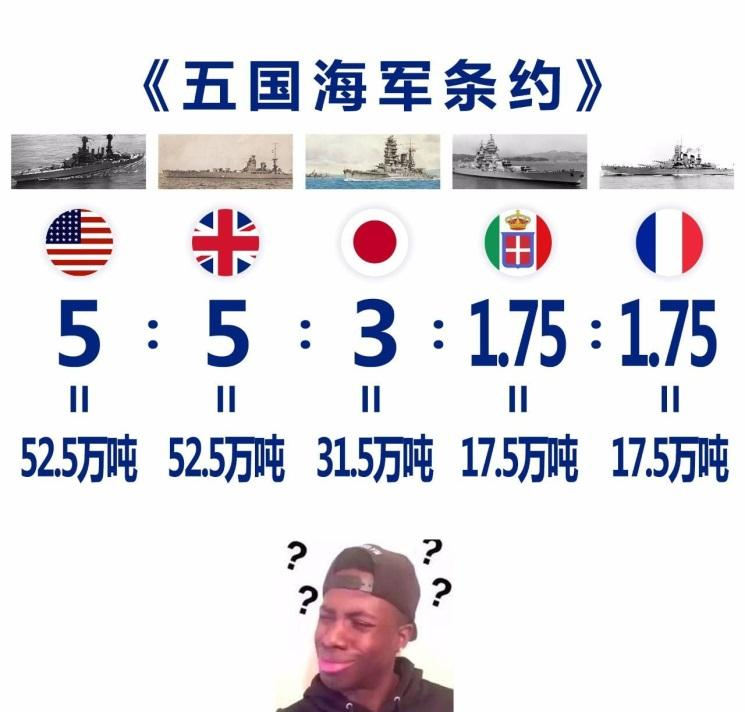 《五国海军条约》
5 : 5 : 3 : 1.75 : 1.75
= = = = =
52.5万吨 52.5万吨 31.5万吨 17.5万吨 17.5万吨
? ?
? ?